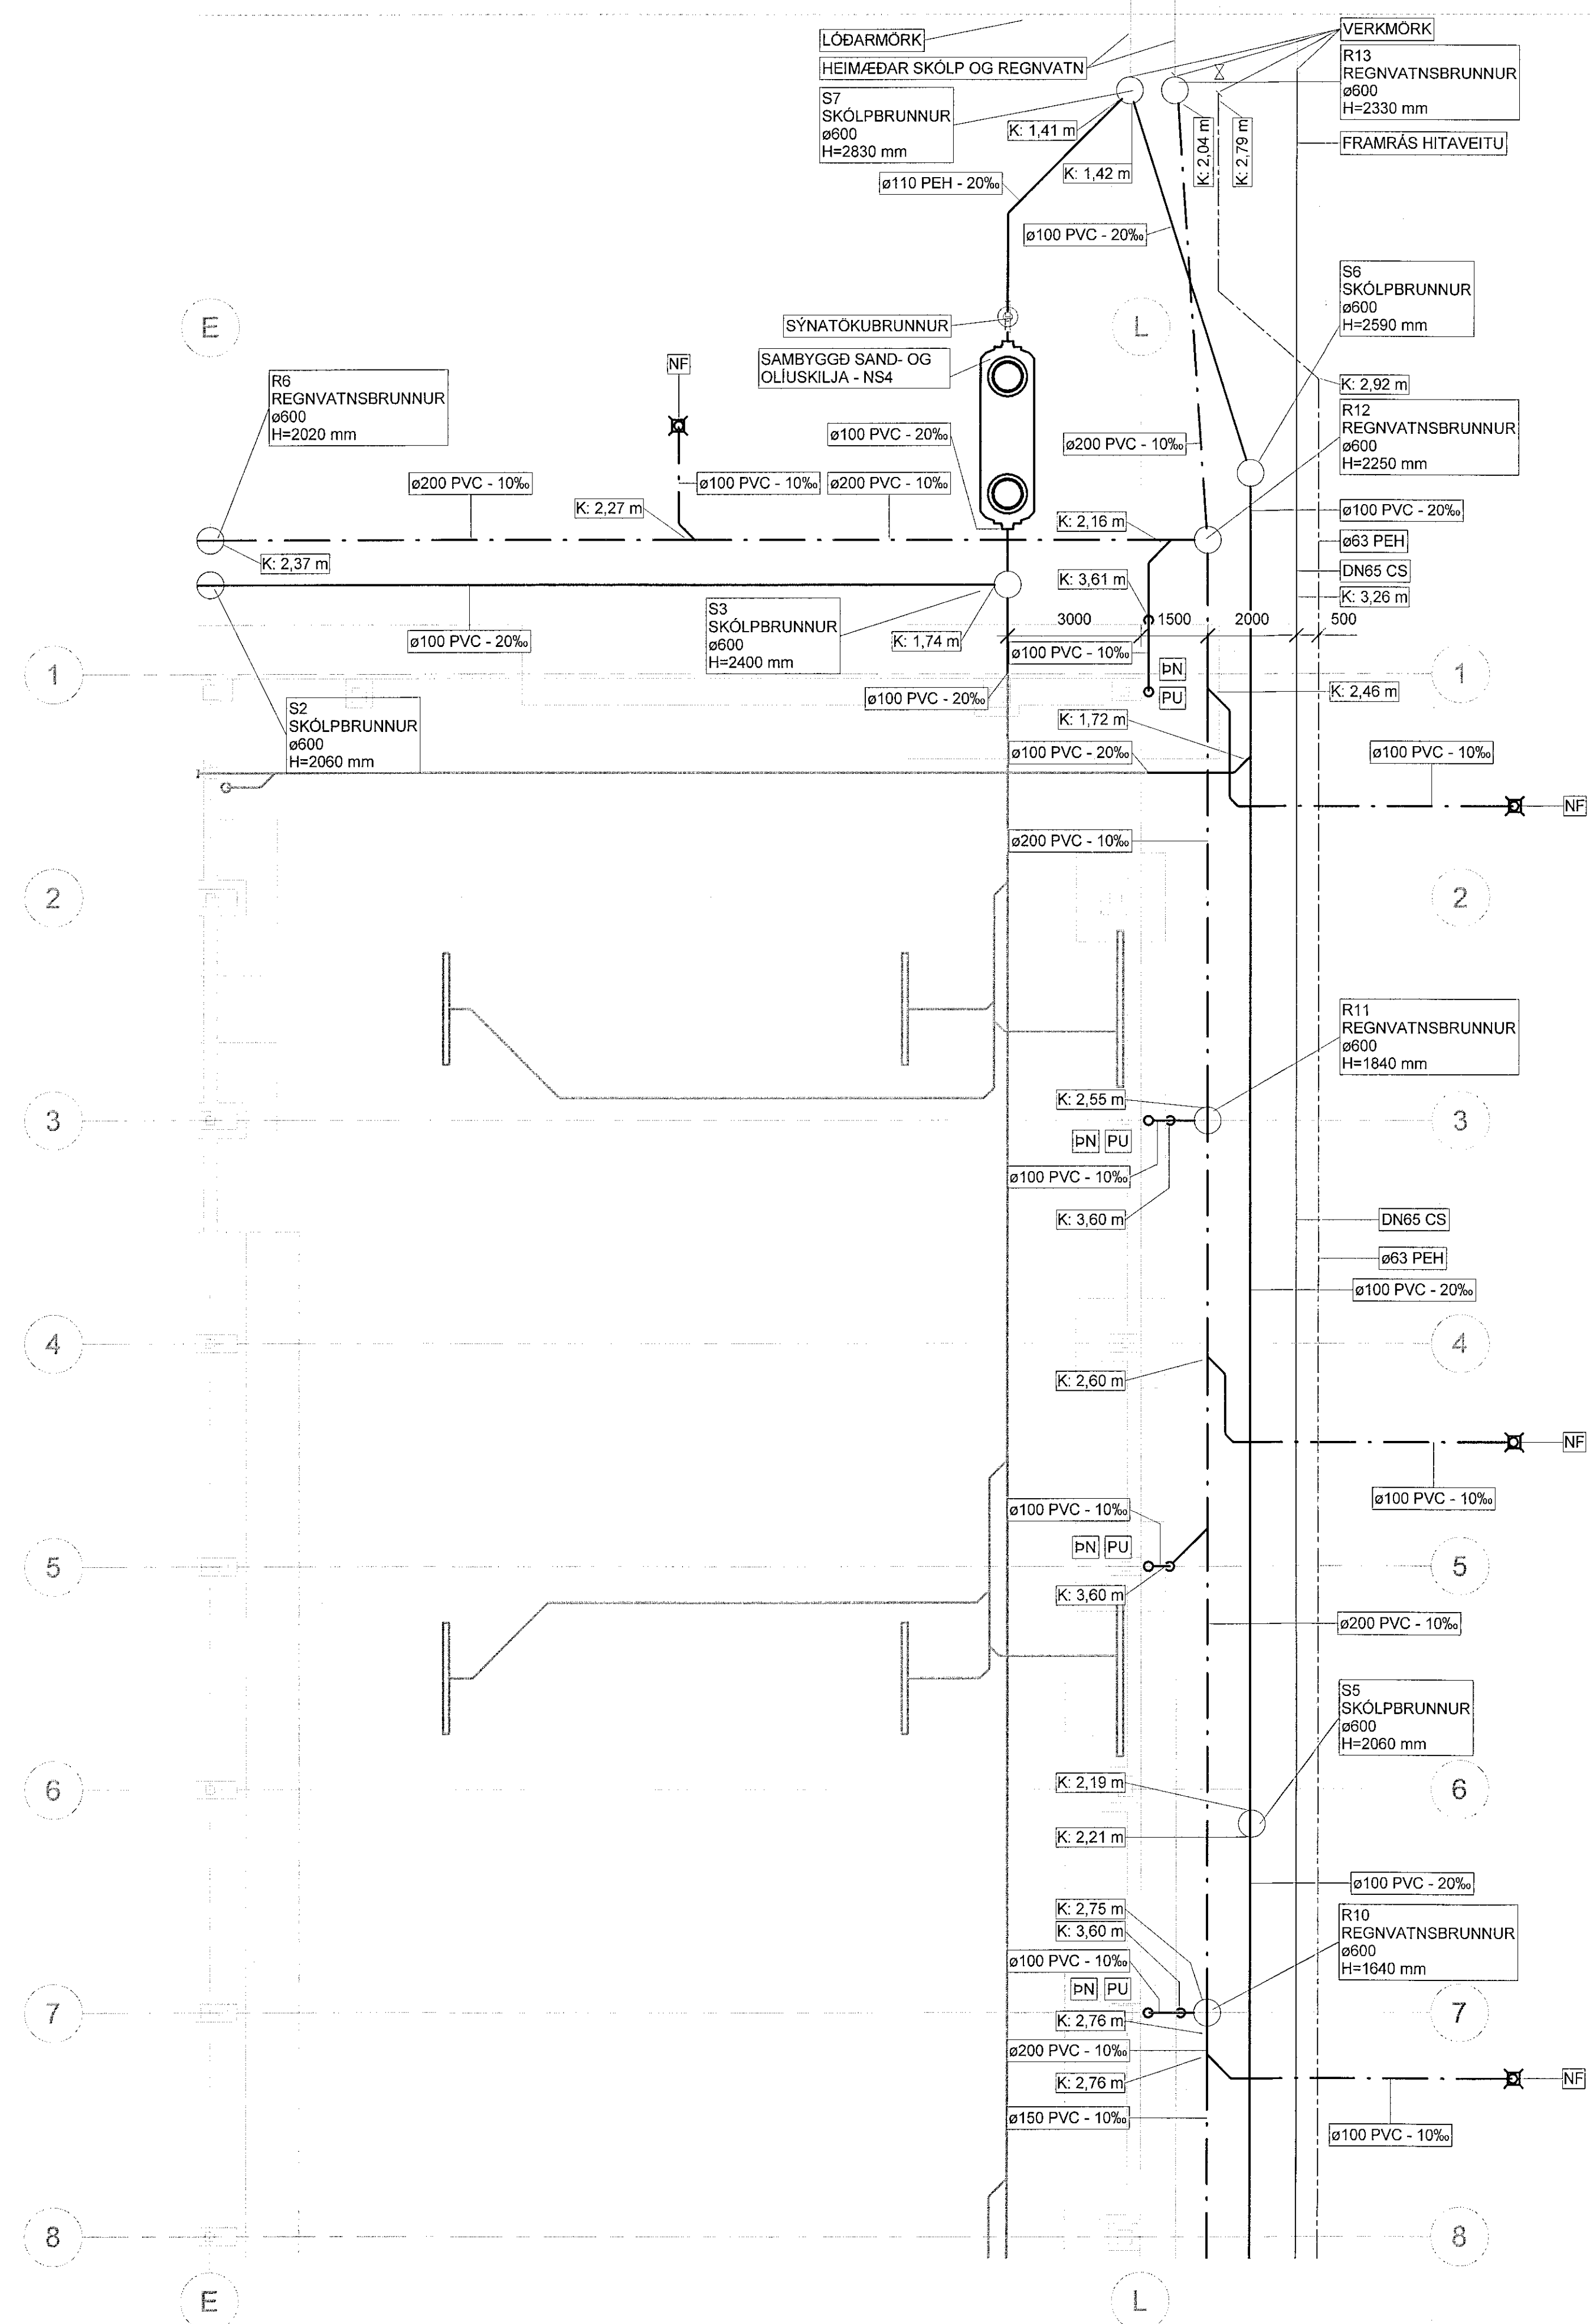 LÓÐARMÖRK
VERKMÖRK
HEIMÆÐAR SKÓLP OG REGNVATN
R13
REGNVATNSBRUNNUR
ø600
H=2330 mm
S7
SKÓLPBRUNNUR
ø600
H=2830 mm
K: 1,41 m
K: 2,04 m
K: 2,79 m
FRAMRÁS HITAVEITU
K: 1,42 m
ø110 PEH - 20‰
ø100 PVC - 20‰
S6
SKÓLPBRUNNUR
ø600
H=2590 mm
E
SÝNATÖKUBRUNNUR
L
NF
SAMBYGGÐ SAND- OG
OLÍUSKILJA - NS4
R6
REGNVATNSBRUNNUR
ø600
H=2020 mm
K: 2,92 m
R12
REGNVATNSBRUNNUR
ø600
H=2250 mm
ø100 PVC - 20‰
ø200 PVC - 10‰
ø200 PVC - 10‰
ø100 PVC - 10‰
ø200 PVC - 10‰
K: 2,27 m
K: 2,16 m
ø100 PVC - 20‰
ø63 PEH
K: 2,37 m
K: 3,61 m
DN65 CS
K: 3,26 m
S3
SKÓLPBRUNNUR
ø600
H=2400 mm
3000
1500
2000
500
ø100 PVC - 20‰
K: 1,74 m
ø100 PVC - 10‰
1
ÞN
PU
1
K: 2,46 m
ø100 PVC - 20‰
S2
SKÓLPBRUNNUR
ø600
H=2060 mm
K: 1,72 m
ø100 PVC - 20‰
ø100 PVC - 10‰
NF
ø200 PVC - 10‰
2
2
R11
REGNVATNSBRUNNUR
ø600
H=1840 mm
K: 2,55 m
3
3
ÞN PU
ø100 PVC - 10‰
K: 3,60 m
DN65 CS
ø63 PEH
ø100 PVC - 20‰
4
4
K: 2,60 m
NF
ø100 PVC - 10‰
ø100 PVC - 10‰
ÞN PU
5
5
K: 3,60 m
ø200 PVC - 10‰
S5
SKÓLPBRUNNUR
ø600
H=2060 mm
K: 2,19 m
6
6
K: 2,21 m
ø100 PVC - 20‰
K: 2,75 m
K: 3,60 m
R10
REGNVATNSBRUNNUR
ø600
H=1640 mm
ø100 PVC - 10‰
ÞN PU
7
7
K: 2,76 m
ø200 PVC - 10‰
K: 2,76 m
NF
ø150 PVC - 10‰
ø100 PVC - 10‰
8
8
E
L